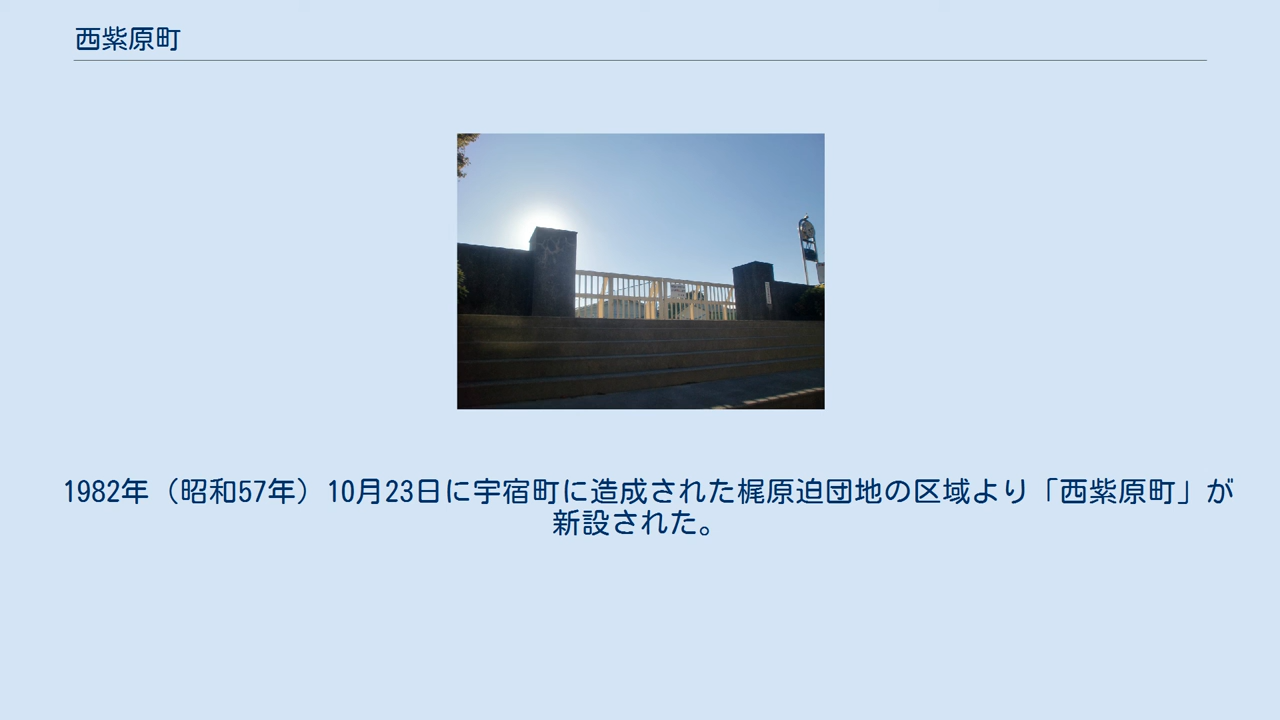 西紫原町
1982年（昭和57年）10月23日に宇宿町に造成された梶原迫団地の区域より「西紫原町」が
新設された。